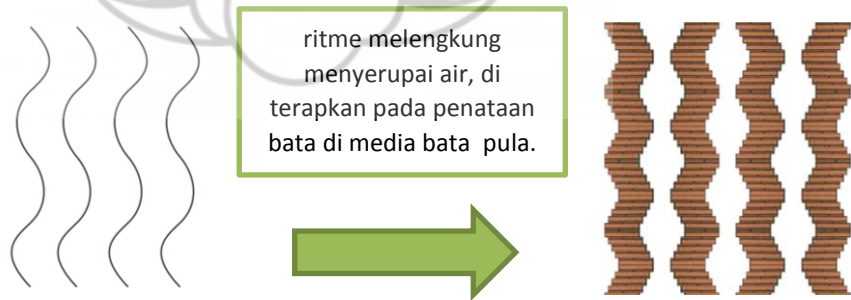 ritme melengkung
menyerupai air, di
terapkan pada penataan
bata di media bata  pula.